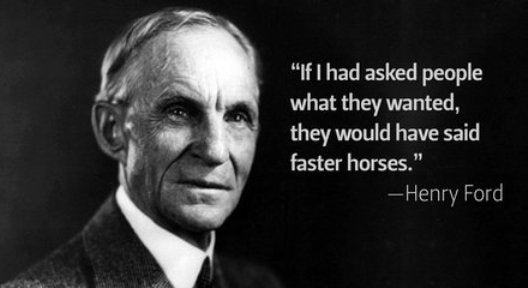 “If I had asked people
what they wanted,
they would have said
faster horses.”
—Henry Ford